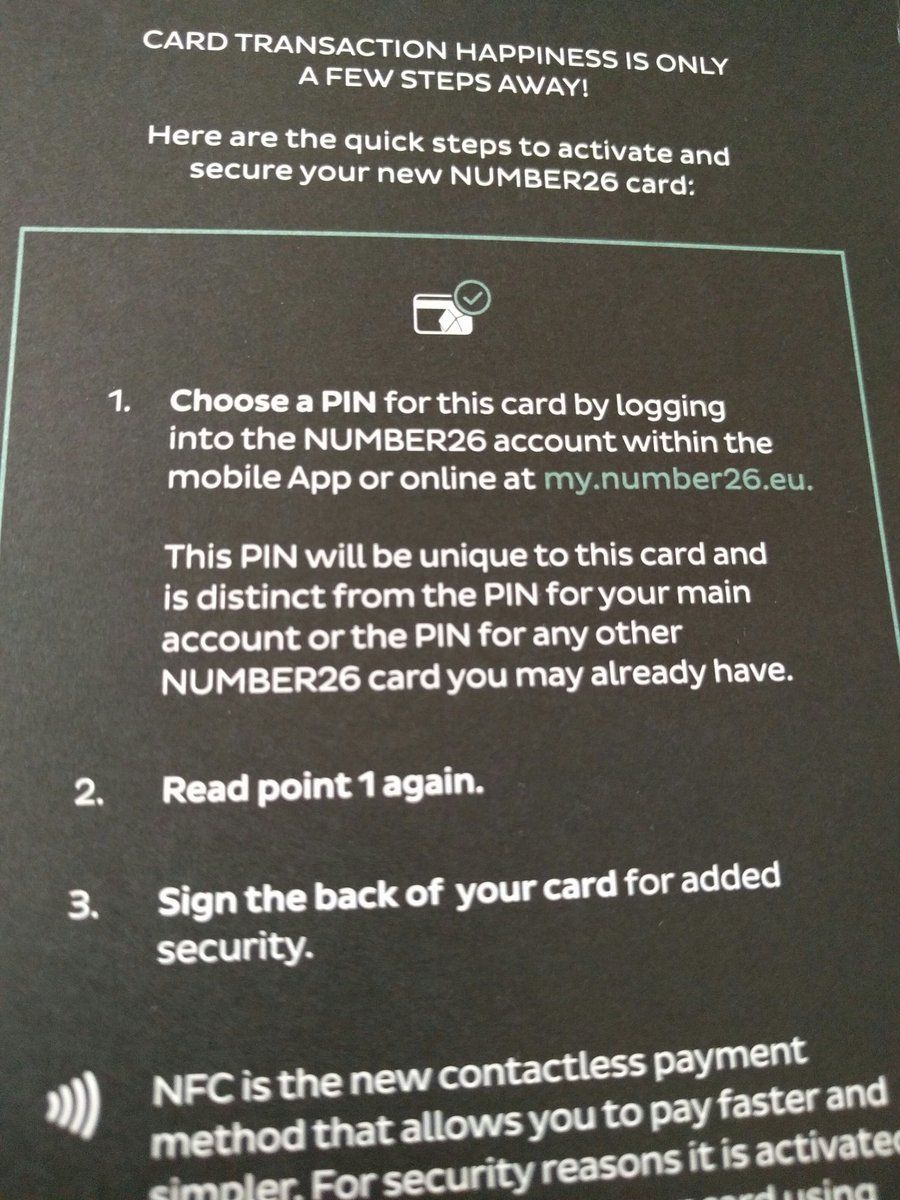 CARD TRANSACTION HAPPINESS IS ONLY
A FEW STEPS AWAY!
Here are the quick steps to activate and
secure your new NUMBER26 card:
1. Choose a PIN for this card by logging
into the NUMBER26 account within the
mobile App or online at my.number26.eu.
This PIN will be unique to this card and
is distinct from the PIN for your main
account or the PIN for any other
NUMBER26 card you may already have.
2. Read point 1 again.
3. Sign the back of your card for added
security.
NFC is the new contactless payment
method that allows you to pay faster and
simpler. For security reasons it is activated
using